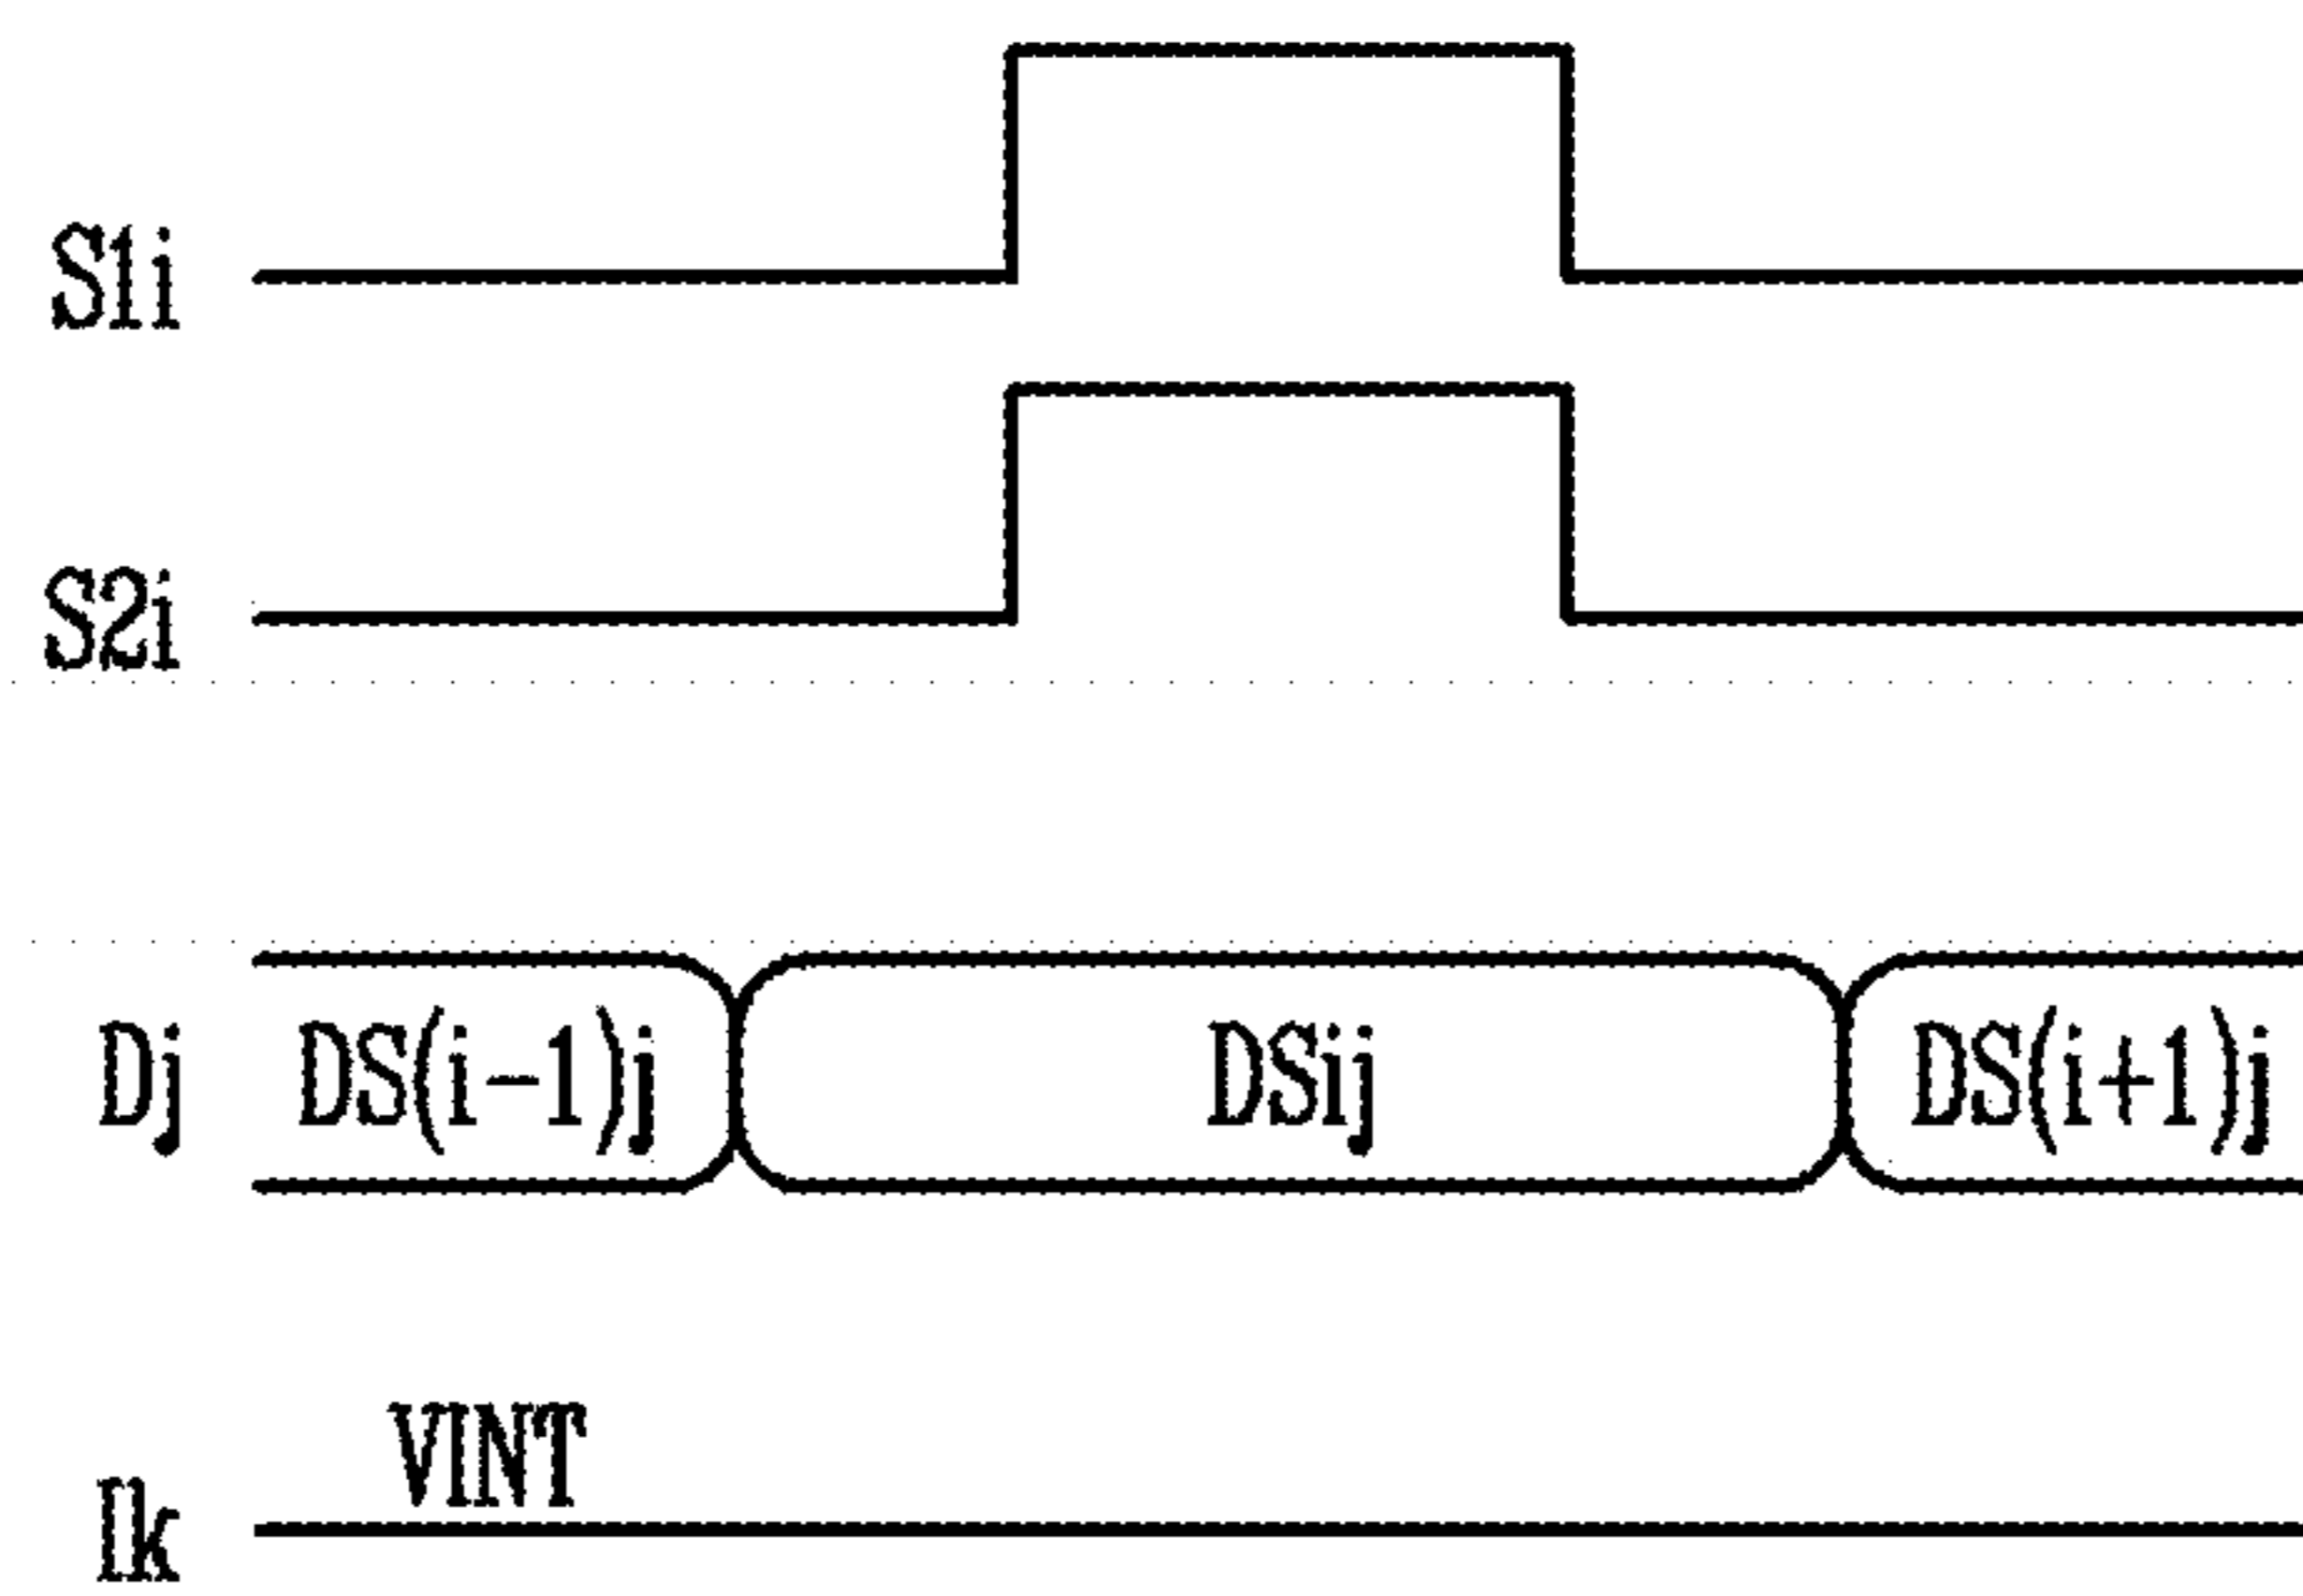 S1i
S2i
Dj DS(i-1)j DSij DS(i+1)j
VINT
Ik